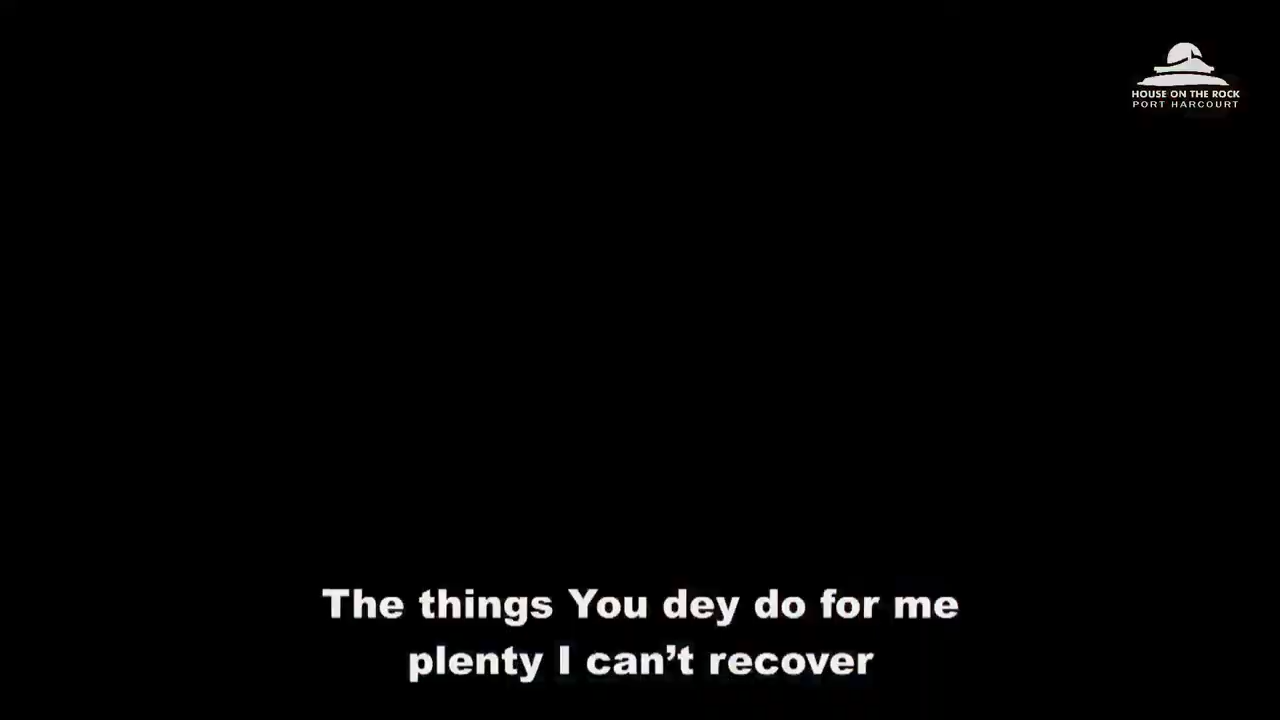 HOUSE ON THE ROCK
PORT HARCOURT
The things You dey do for me
plenty I can’t recover